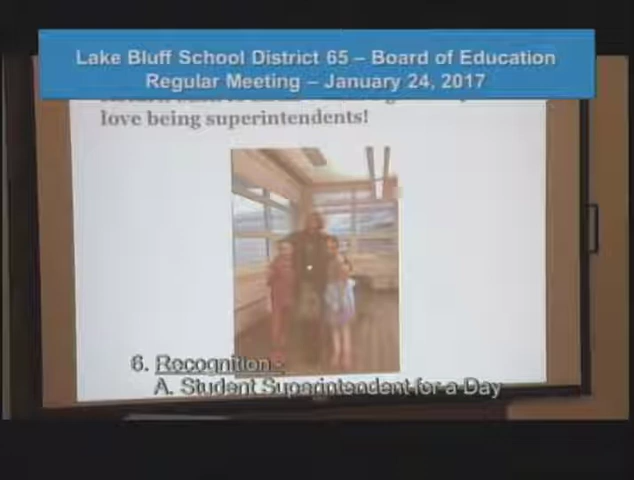 Lake Bluff School District 65 – Board of Education
Regular Meeting – January 24, 2017
love being superintendents!
6. Recognition -
A. Student Superintendent for a Day